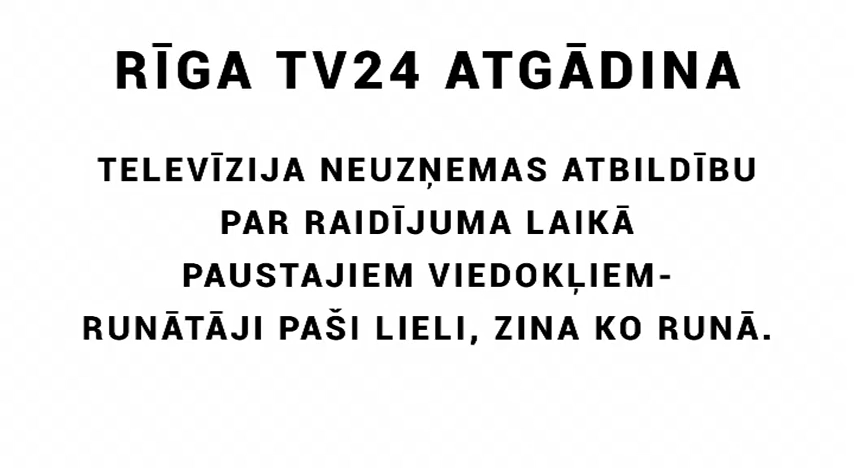 RĪGA TV24 ATGĀDINA
TELEVĪZIJA NEUZŅEMAS ATBILDĪBU
PAR RAIDĪJUMA LAIKĀ
PAUSTAJIEM VIEDOKĻIEM-
RUNĀTĀJI PAŠI LIELI, ZINA KO RUNĀ.